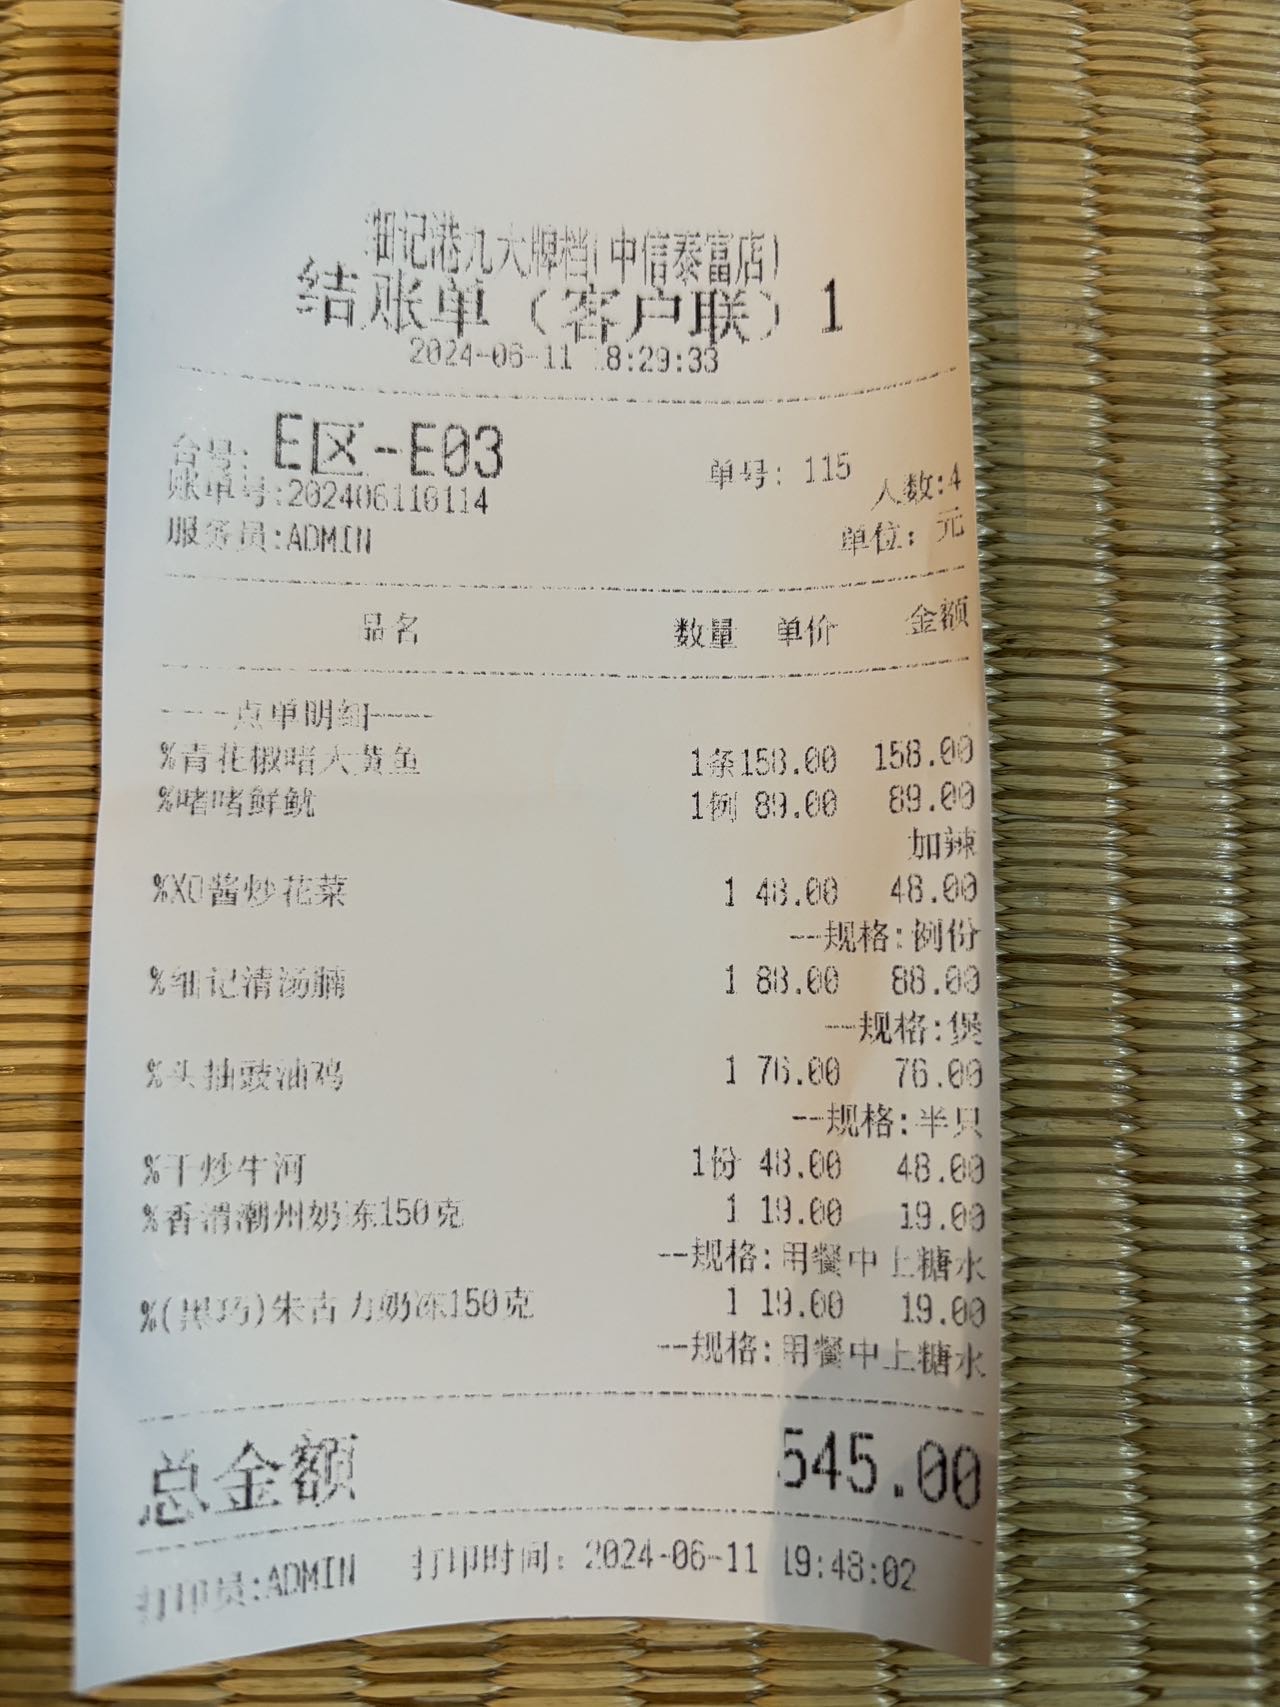 细记港九大牌档(中信泰富店)
结账单（客户联）1
2024-06-11 18:29:33
台号: E区-E03 单号: 115
账单号:202406110114 人数:4
服务员:ADMIN 单位: 元
品名 数量 单价 金额
----点单明细----
%青花椒啫大黄鱼 1条158.00 158.00
%啫啫鲜鱿 1例 89.00 89.00
加辣
%XO酱炒花菜 1 48.00 48.00
--规格:例份
%细记清汤腩 1 88.00 88.00
--规格:煲
%头抽豉油鸡 1 76.00 76.00
--规格:半只
%干炒牛河 1份 48.00 48.00
%香滑潮州奶冻150克 1 19.00 19.00
--规格:用餐中上糖水
%(黑巧)朱古力奶冻150克 1 19.00 19.00
--规格:用餐中上糖水
总金额 545.00
打印员:ADMIN 打印时间: 2024-06-11 19:48:02